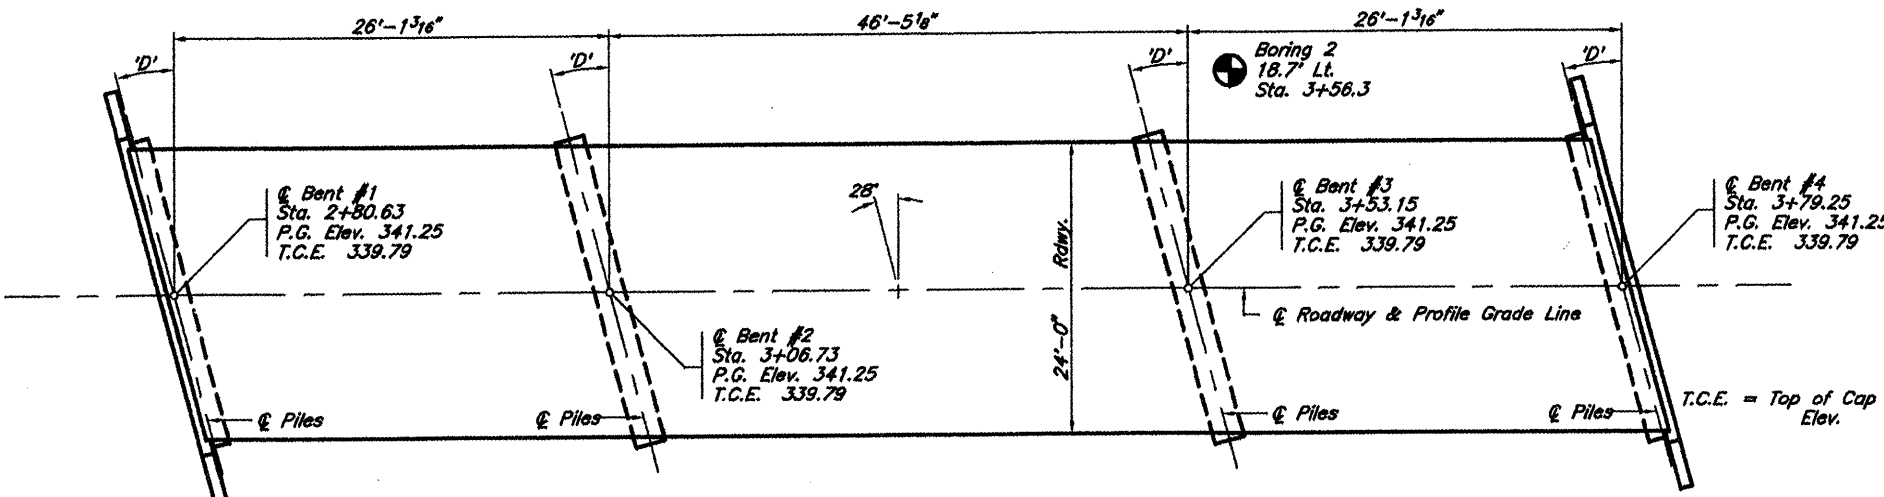 26'-1 3/16" 46'-5 1/8" 26'-1 3/16"
'D' 'D' 'D' 'D'
Boring 2
18.7' Lt.
Sta. 3+56.3
℄ Bent #1
Sta. 2+80.63
P.G. Elev. 341.25
T.C.E. 339.79
28°
℄ Bent #3
Sta. 3+53.15
P.G. Elev. 341.25
T.C.E. 339.79
℄ Bent #4
Sta. 3+79.25
P.G. Elev. 341.25
T.C.E. 339.79
24'-0" Rdwy.
℄ Roadway & Profile Grade Line
℄ Bent #2
Sta. 3+06.73
P.G. Elev. 341.25
T.C.E. 339.79
℄ Piles ℄ Piles ℄ Piles ℄ Piles
T.C.E. = Top of Cap
Elev.